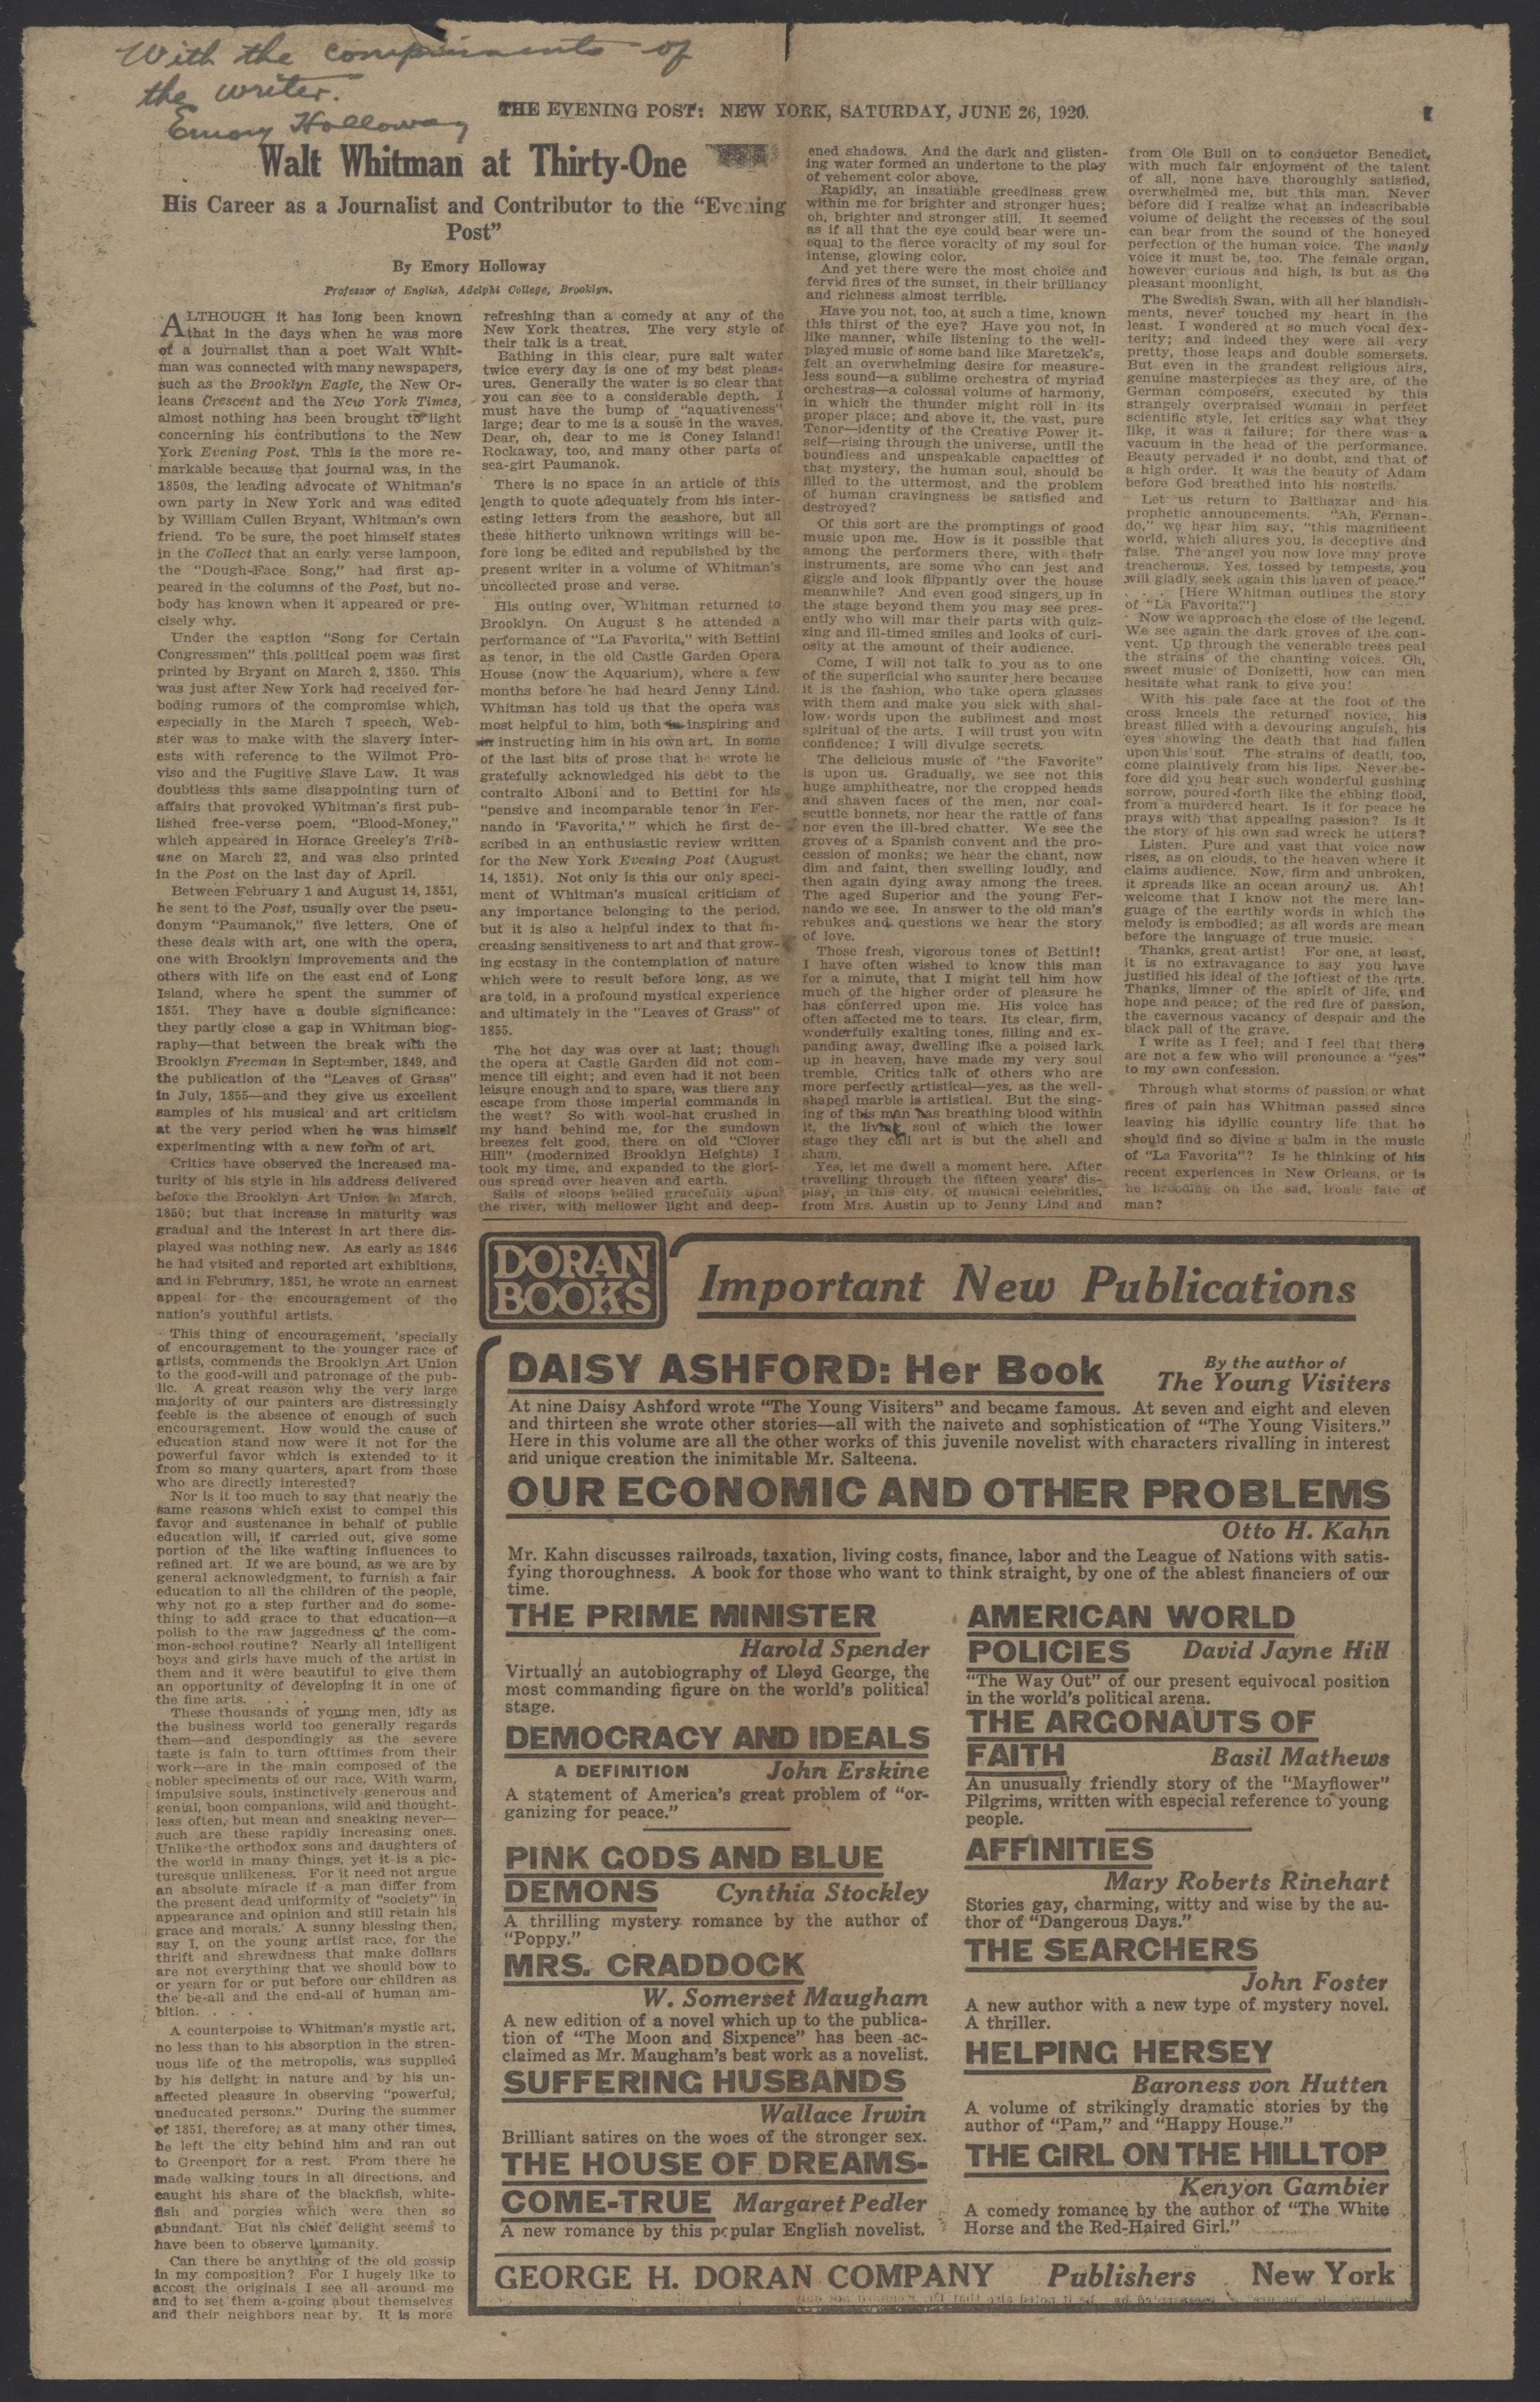 With the compliments of
the writer.
Emory Holloway
THE EVENING POST: NEW YORK, SATURDAY, JUNE 26, 1920.
Walt Whitman at Thirty-One
His Career as a Journalist and Contributor to the "Evening
Post"
By Emory Holloway
Professor of English, Adelphi College, Brooklyn.
ALTHOUGH it has long been known
that in the days when he was more
of a journalist than a poet Walt Whit-
man was connected with many newspapers,
such as the Brooklyn Eagle, the New Or-
leans Crescent and the New York Times,
almost nothing has been brought to light
concerning his contributions to the New
York Evening Post. This is the more re-
markable because that journal was, in the
1850s, the leading advocate of Whitman's
own party in New York and was edited
by William Cullen Bryant, Whitman's own
friend. To be sure, the poet himself states
in the Collect that an early verse lampoon,
the "Dough-Face Song," had first ap-
peared in the columns of the Post, but no-
body has known when it appeared or pre-
cisely why.
Under the caption "Song for Certain
Congressmen" this political poem was first
printed by Bryant on March 2, 1850. This
was just after New York had received for-
boding rumors of the compromise which,
especially in the March 7 speech, Web-
ster was to make with the slavery inter-
ests with reference to the Wilmot Pro-
viso and the Fugitive Slave Law. It was
doubtless this same disappointing turn of
affairs that provoked Whitman's first pub-
lished free-verse poem, "Blood-Money,"
which appeared in Horace Greeley's Trib-
une on March 22, and was also printed
in the Post on the last day of April.
Between February 1 and August 14, 1851,
he sent to the Post, usually over the pseu-
donym "Paumanok," five letters. One of
these deals with art, one with the opera,
one with Brooklyn improvements and the
others with life on the east end of Long
Island, where he spent the summer of
1851. They have a double significance:
they partly close a gap in Whitman biog-
raphy—that between the break with the
Brooklyn Freeman in September, 1849, and
the publication of the "Leaves of Grass"
in July, 1855—and they give us excellent
samples of his musical and art criticism
at the very period when he was himself
experimenting with a new form of art.
Critics have observed the increased ma-
turity of his style in his address delivered
before the Brooklyn Art Union in March,
1850; but that increase in maturity was
gradual and the interest in art there dis-
played was nothing new. As early as 1846
he had visited and reported art exhibitions,
and in February, 1851, he wrote an earnest
appeal for the encouragement of the
nation's youthful artists.
This thing of encouragement, 'specially
of encouragement to the younger race of
artists, commends the Brooklyn Art Union
to the good-will and patronage of the pub-
lic. A great reason why the very large
majority of our painters are distressingly
feeble is the absence of enough of such
encouragement. How would the cause of
education stand now were it not for the
powerful favor which is extended to it
from so many quarters, apart from those
who are directly interested?
Nor is it too much to say that nearly the
same reasons which exist to compel this
favor and sustenance in behalf of public
education will, if carried out, give some
portion of the like wafting influences to
refined art. If we are bound, as we are by
general acknowledgment, to furnish a fair
education to all the children of the people,
why not go a step further and do some-
thing to add grace to that education—a
polish to the raw jaggedness of the com-
mon-school routine? Nearly all intelligent
boys and girls have much of the artist in
them and it were beautiful to give them
an opportunity of developing it in one of
the fine arts. . . .
These thousands of young men, idly as
the business world too generally regards
them—and despondingly as the severe
taste is fain to turn ofttimes from their
work—are in the main composed of the
nobler speciments of our race. With warm,
impulsive souls, instinctively generous and
genial, boon companions, wild and thought-
less often, but mean and sneaking never—
such are these rapidly increasing ones.
Unlike the orthodox sons and daughters of
the world in many things, yet it is a pic-
turesque unlikeness. For it need not argue
an absolute miracle if a man differ from
the present dead uniformity of "society" in
appearance and opinion and still retain his
grace and morals. A sunny blessing then,
say I, on the young artist race, for the
thrift and shrewdness that make dollars
are not everything that we should bow to
or yearn for or put before our children as
the be-all and the end-all of human am-
bition. . . .
A counterpoise to Whitman's mystic art,
no less than to his absorption in the stren-
uous life of the metropolis, was supplied
by his delight in nature and by his un-
affected pleasure in observing "powerful,
uneducated persons." During the summer
of 1851, therefore, as at many other times,
he left the city behind him and ran out
to Greenport for a rest. From there he
made walking tours in all directions, and
caught his share of the blackfish, white-
fish and porgies which were then so
abundant. But his chief delight seems to
have been to observe humanity.
Can there be anything of the old gossip
in my composition? For I hugely like to
accost the originals I see all around me
and to set them a-going about themselves
and their neighbors near by. It is more
refreshing than a comedy at any of the
New York theatres. The very style of
their talk is a treat.
Bathing in this clear, pure salt water
twice every day is one of my best pleas-
ures. Generally the water is so clear that
you can see to a considerable depth. I
must have the bump of "aquativeness"
large; dear to me is a souse in the waves.
Dear, oh, dear to me is Coney Island!
Rockaway, too, and many other parts of
sea-girt Paumanok.
There is no space in an article of this
length to quote adequately from his inter-
esting letters from the seashore, but all
these hitherto unknown writings will be-
fore long be edited and republished by the
present writer in a volume of Whitman's
uncollected prose and verse.
His outing over, Whitman returned to
Brooklyn. On August 8 he attended a
performance of "La Favorita," with Bettini
as tenor, in the old Castle Garden Opera
House (now the Aquarium), where a few
months before he had heard Jenny Lind.
Whitman has told us that the opera was
most helpful to him, both in inspiring and
in instructing him in his own art. In some
of the last bits of prose that he wrote he
gratefully acknowledged his debt to the
contralto Alboni and to Bettini for his
"pensive and incomparable tenor in Fer-
nando in 'Favorita,'" which he first de-
scribed in an enthusiastic review written
for the New York Evening Post (August
14, 1851). Not only is this our only speci-
ment of Whitman's musical criticism of
any importance belonging to the period,
but it is also a helpful index to that in-
creasing sensitiveness to art and that grow-
ing ecstasy in the contemplation of nature
which were to result before long, as we
are told, in a profound mystical experience
and ultimately in the "Leaves of Grass" of
1855.
The hot day was over at last; though
the opera at Castle Garden did not com-
mence till eight; and even had it not been
leisure enough and to spare, was there any
escape from those imperial commands in
the west? So with wool-hat crushed in
my hand behind me, for the sundown
breezes felt good, there on old "Clover
Hill" (modernized Brooklyn Heights) I
took my time, and expanded to the glori-
ous spread over heaven and earth.
Sails of sloops bellied gracefully upon
the river, with mellower light and deep-
ened shadows. And the dark and glisten-
ing water formed an undertone to the play
of vehement color above.
Rapidly, an insatiable greediness grew
within me for brighter and stronger hues;
oh, brighter and stronger still. It seemed
as if all that the eye could bear were un-
equal to the fierce voracity of my soul for
intense, glowing color.
And yet there were the most choice and
fervid fires of the sunset, in their brilliancy
and richness almost terrible.
Have you not, too, at such a time, known
this thirst of the eye? Have you not, in
like manner, while listening to the well-
played music of some band like Maretzek's,
felt an overwhelming desire for measure-
less sound—a sublime orchestra of myriad
orchestras—a colossal volume of harmony,
in which the thunder might roll in its
proper place; and above it, the vast, pure
Tenor—identity of the Creative Power it-
self—rising through the universe, until the
boundless and unspeakable capacities of
that mystery, the human soul, should be
filled to the uttermost, and the problem
of human cravingness be satisfied and
destroyed?
Of this sort are the promptings of good
music upon me. How is it possible that
among the performers there, with their
instruments, are some who can jest and
giggle and look flippantly over the house
meanwhile? And even good singers, up in
the stage beyond them you may see pres-
ently who will mar their parts with quiz-
zing and ill-timed smiles and looks of curi-
osity at the amount of their audience.
Come, I will not talk to you as to one
of the superficial who saunter here because
it is the fashion, who take opera glasses
with them and make you sick with shal-
low words upon the sublimest and most
spiritual of the arts. I will trust you with
confidence; I will divulge secrets.
The delicious music of "the Favorite"
is upon us. Gradually, we see not this
huge amphitheatre, nor the cropped heads
and shaven faces of the men, nor coal-
scuttle bonnets, nor hear the rattle of fans
nor even the ill-bred chatter. We see the
groves of a Spanish convent and the pro-
cession of monks; we hear the chant, now
dim and faint, then swelling loudly, and
then again dying away among the trees.
The aged Superior and the young Fer-
nando we see. In answer to the old man's
rebukes and questions we hear the story
of love.
Those fresh, vigorous tones of Bettini!
I have often wished to know this man
for a minute, that I might tell him how
much of the higher order of pleasure he
has conferred upon me. His voice has
often affected me to tears. Its clear, firm,
wonderfully exalting tones, filling and ex-
panding away, dwelling like a poised lark
up in heaven, have made my very soul
tremble. Critics talk of others who are
more perfectly artistical—yes, as the well-
shaped marble is artistical. But the sing-
ing of this man has breathing blood within
it, the living soul of which the lower
stage they call art is but the shell and
sham.
Yes, let me dwell a moment here. After
travelling through the fifteen years' dis-
play, in this city, of musical celebrities,
from Mrs. Austin up to Jenny Lind and
from Ole Bull on to conductor Benedict,
with much fair enjoyment of the talent
of all, none have thoroughly satisfied,
overwhelmed me, but this man. Never
before did I realize what an indescribable
volume of delight the recesses of the soul
can bear from the sound of the honeyed
perfection of the human voice. The manly
voice it must be, too. The female organ,
however curious and high, is but as the
pleasant moonlight.
The Swedish Swan, with all her blandish-
ments, never touched my heart in the
least. I wondered at so much vocal dex-
terity; and indeed they were all very
pretty, those leaps and double somersets.
But even in the grandest religious airs,
genuine masterpieces as they are, of the
German composers, executed by this
strangely overpraised woman in perfect
scientific style, let critics say what they
like, it was a failure; for there was a
vacuum in the head of the performance.
Beauty pervaded it no doubt, and that of
a high order. It was the beauty of Adam
before God breathed into his nostrils.
Let us return to Balthazar and his
prophetic announcements. "Ah, Fernan-
do," we hear him say, "this magnificent
world, which allures you, is deceptive and
false. The angel you now love may prove
treacherous. Yes, tossed by tempests, you
will gladly seek again this haven of peace."
. . . [Here Whitman outlines the story
of "La Favorita."]
Now we approach the close of the legend.
We see again the dark groves of the con-
vent. Up through the venerable trees peal
the strains of the chanting voices. Oh,
sweet music of Donizetti, how can men
hesitate what rank to give you!
With his pale face at the foot of the
cross kneels the returned novice, his
breast filled with a devouring anguish, his
eyes showing the death that had fallen
upon his soul. The strains of death, too,
come plaintively from his lips. Never be-
fore did you hear such wonderful gushing
sorrow, poured forth like the ebbing flood,
from a murdered heart. Is it for peace he
prays with that appealing passion? Is it
the story of his own sad wreck he utters?
Listen. Pure and vast that voice now
rises, as on clouds, to the heaven where it
claims audience. Now, firm and unbroken,
it spreads like an ocean around us. Ah!
welcome that I know not the mere lan-
guage of the earthly words in which the
melody is embodied; as all words are mean
before the language of true music.
Thanks, great artist! For one, at least,
it is no extravagance to say you have
justified his ideal of the loftiest of the arts.
Thanks, limner of the spirit of life, und
hope and peace; of the red fire of passion,
the cavernous vacancy of despair and the
black pall of the grave.
I write as I feel; and I feel that there
are not a few who will pronounce a "yes"
to my own confession.
Through what storms of passion or what
fires of pain has Whitman passed since
leaving his idyllic country life that he
should find so divine a balm in the music
of "La Favorita"? Is he thinking of his
recent experiences in New Orleans, or is
he brooding on the sad, ironic fate of
man?
DORAN
BOOKS
Important New Publications
DAISY ASHFORD: Her Book
By the author of
The Young Visiters
At nine Daisy Ashford wrote "The Young Visiters" and became famous. At seven and eight and eleven
and thirteen she wrote other stories—all with the naivete and sophistication of "The Young Visiters."
Here in this volume are all the other works of this juvenile novelist with characters rivalling in interest
and unique creation the inimitable Mr. Salteena.
OUR ECONOMIC AND OTHER PROBLEMS
Otto H. Kahn
Mr. Kahn discusses railroads, taxation, living costs, finance, labor and the League of Nations with satis-
fying thoroughness. A book for those who want to think straight, by one of the ablest financiers of our
time.
THE PRIME MINISTER
Harold Spender
Virtually an autobiography of Lloyd George, the
most commanding figure on the world's political
stage.
DEMOCRACY AND IDEALS
A DEFINITION John Erskine
A statement of America's great problem of "or-
ganizing for peace."
PINK GODS AND BLUE
DEMONS Cynthia Stockley
A thrilling mystery romance by the author of
"Poppy."
MRS. CRADDOCK
W. Somerset Maugham
A new edition of a novel which up to the publica-
tion of "The Moon and Sixpence" has been ac-
claimed as Mr. Maugham's best work as a novelist.
SUFFERING HUSBANDS
Wallace Irwin
Brilliant satires on the woes of the stronger sex.
THE HOUSE OF DREAMS-
COME-TRUE Margaret Pedler
A new romance by this popular English novelist.
AMERICAN WORLD
POLICIES David Jayne Hill
"The Way Out" of our present equivocal position
in the world's political arena.
THE ARGONAUTS OF
FAITH Basil Mathews
An unusually friendly story of the "Mayflower"
Pilgrims, written with especial reference to young
people.
AFFINITIES
Mary Roberts Rinehart
Stories gay, charming, witty and wise by the au-
thor of "Dangerous Days."
THE SEARCHERS
John Foster
A new author with a new type of mystery novel.
A thriller.
HELPING HERSEY
Baroness von Hutten
A volume of strikingly dramatic stories by the
author of "Pam," and "Happy House."
THE GIRL ON THE HILLTOP
Kenyon Gambier
A comedy romance by the author of "The White
Horse and the Red-Haired Girl."
GEORGE H. DORAN COMPANY Publishers New York